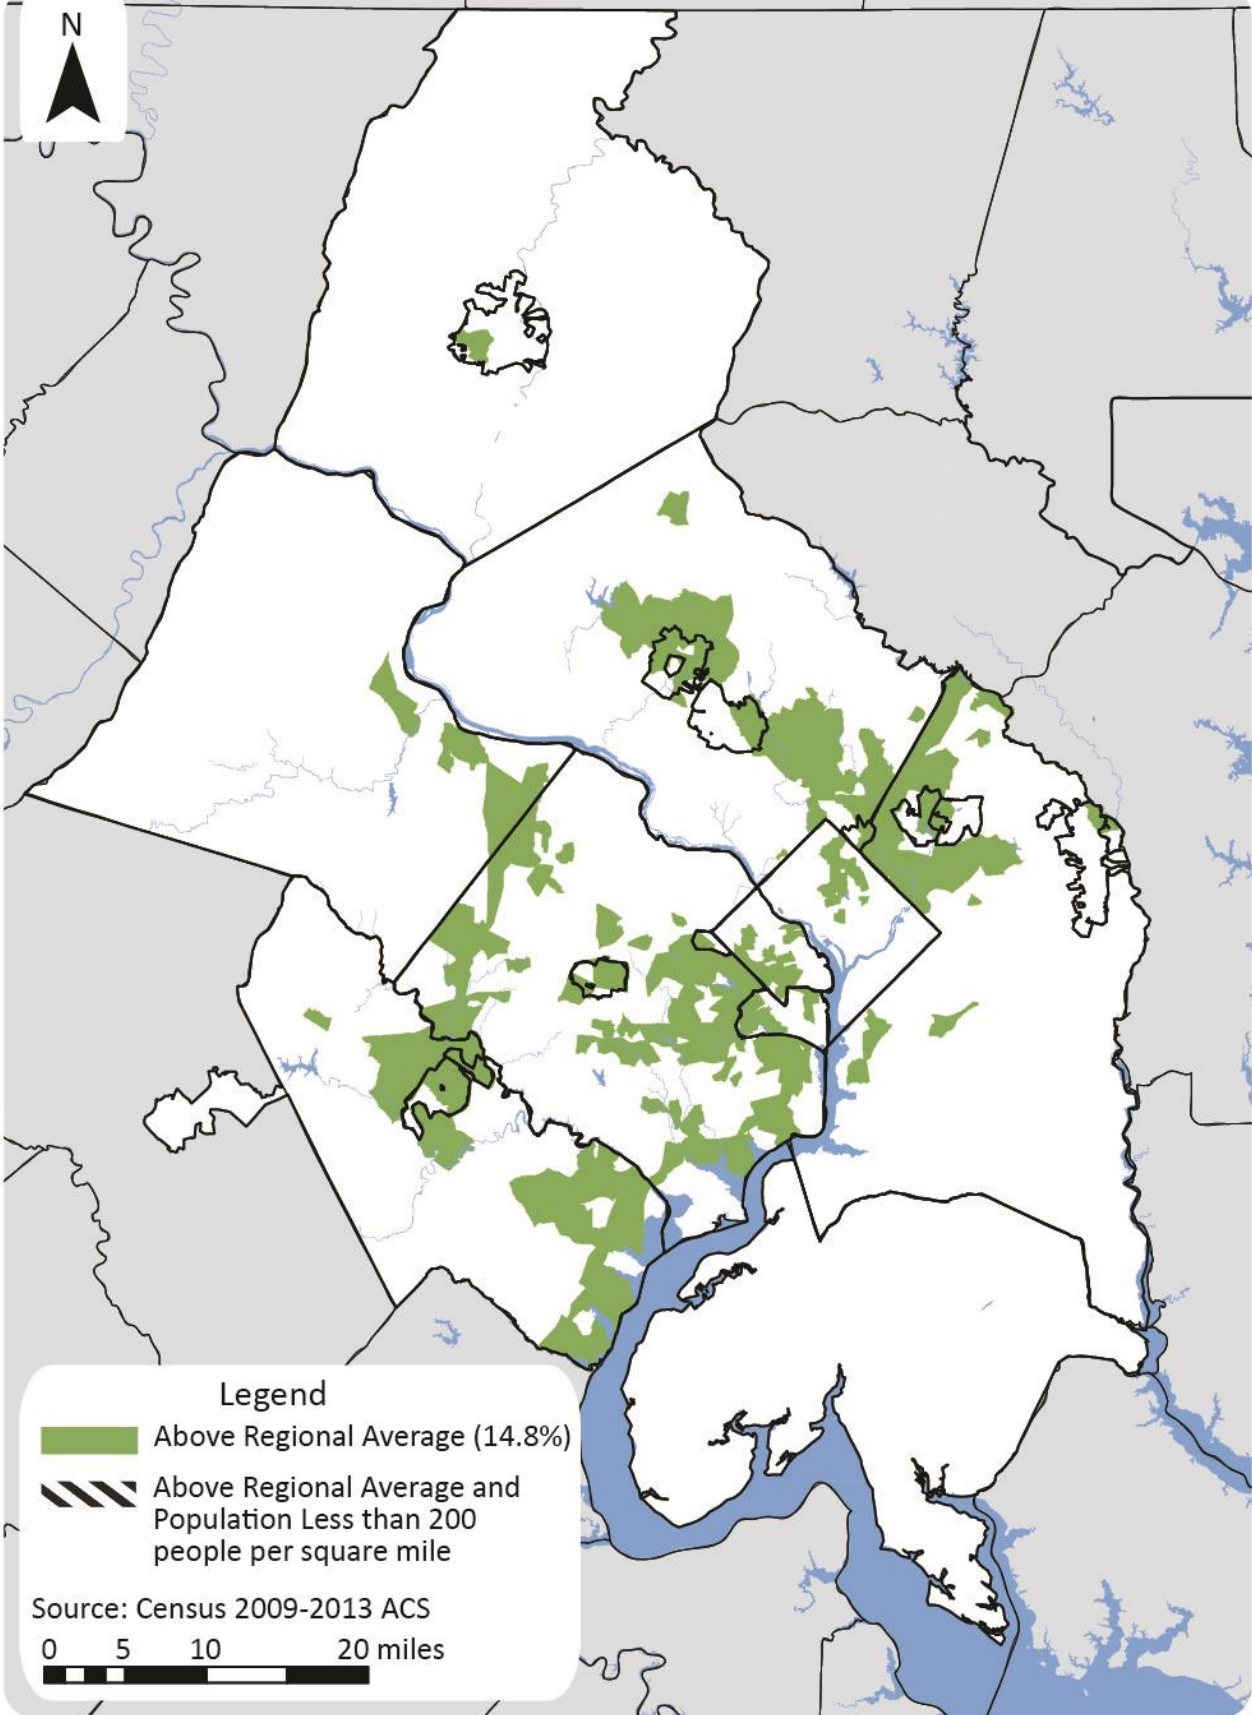 N
Legend
Above Regional Average (14.8%)
Above Regional Average and
Population Less than 200
people per square mile
Source: Census 2009-2013 ACS
0 5 10 20 miles